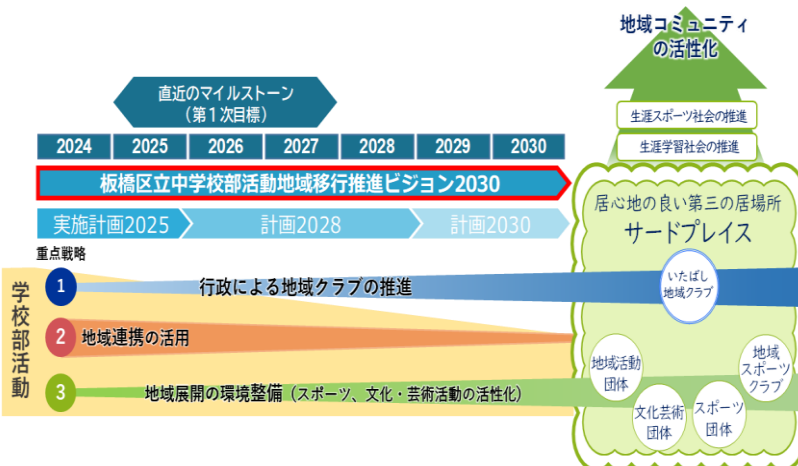 地域コミュニティ
の活性化
生涯スポーツ社会の推進
生涯学習社会の推進
直近のマイルストーン
（第１次目標）
2024 2025 2026 2027 2028 2029 2030
板橋区立中学校部活動地域移行推進ビジョン2030
実施計画2025 計画2028 計画2030
居心地の良い第三の居場所
サードプレイス
重点戦略
学校部活動
1 行政による地域クラブの推進
いたばし
地域クラブ
2 地域連携の活用
3 地域展開の環境整備（スポーツ、文化・芸術活動の活性化）
地域活動
団体
文化芸術
団体
スポーツ
団体
地域
スポーツ
クラブ